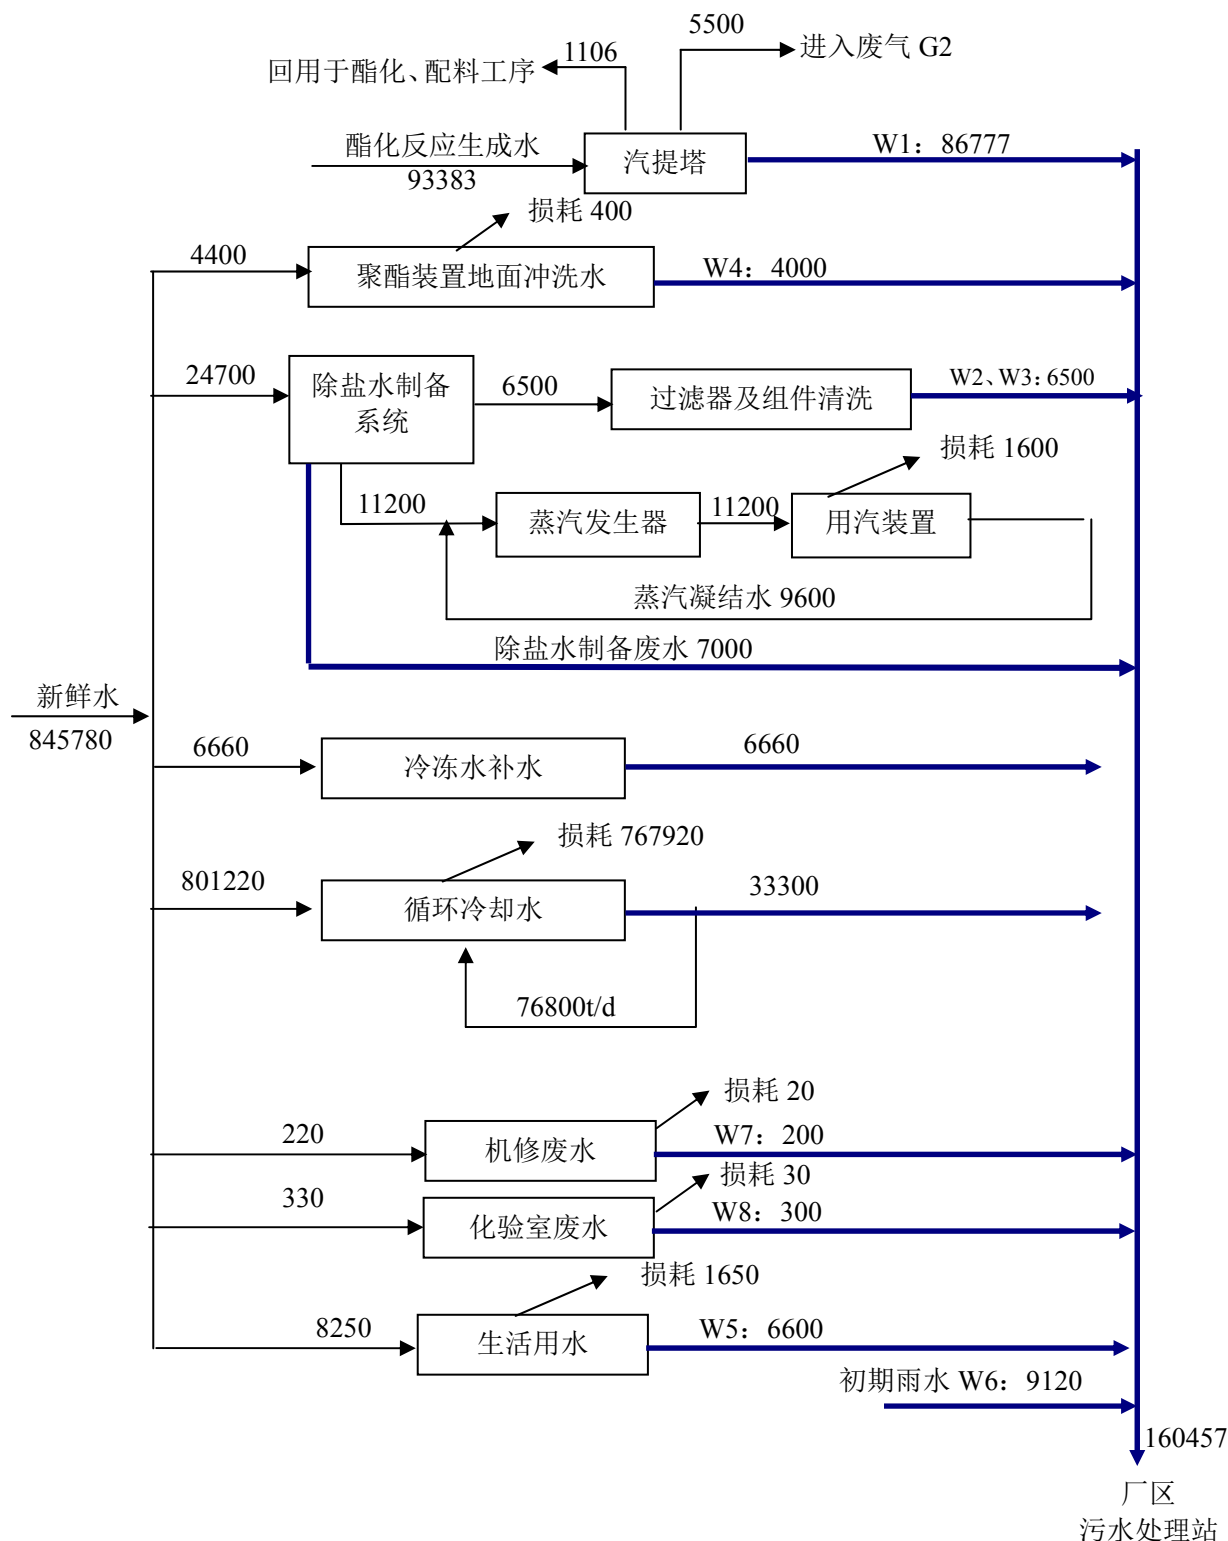 5500
进入废气 G2
1106
回用于酯化、配料工序
酯化反应生成水
93383
汽提塔
W1：86777
损耗 400
4400
聚酯装置地面冲洗水
W4：4000
24700
除盐水制备
系统
6500
过滤器及组件清洗
W2、W3：6500
损耗 1600
11200
蒸汽发生器
11200
用汽装置
蒸汽凝结水 9600
除盐水制备废水 7000
新鲜水
845780
6660
冷冻水补水
6660
损耗 767920
801220
循环冷却水
33300
76800t/d
损耗 20
220
机修废水
W7：200
损耗 30
330
化验室废水
W8：300
损耗 1650
8250
生活用水
W5：6600
初期雨水 W6：9120
160457
厂区
污水处理站